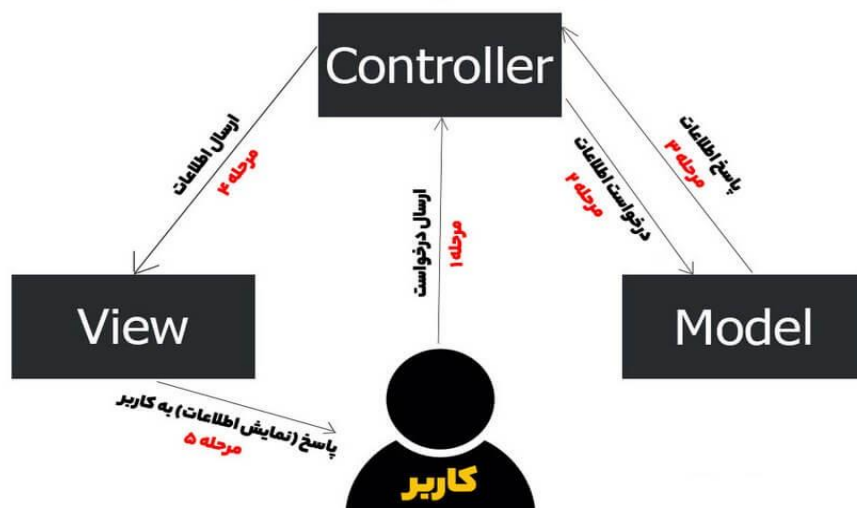 Controller
ارسال اطلاعات
مرحله ۴
ارسال درخواست
مرحله ۱
پاسخ اطلاعات
مرحله ۳
درخواست اطلاعات
مرحله ۲
View
Model
پاسخ (نمایش اطلاعات) به کاربر
مرحله ۵
کاربر